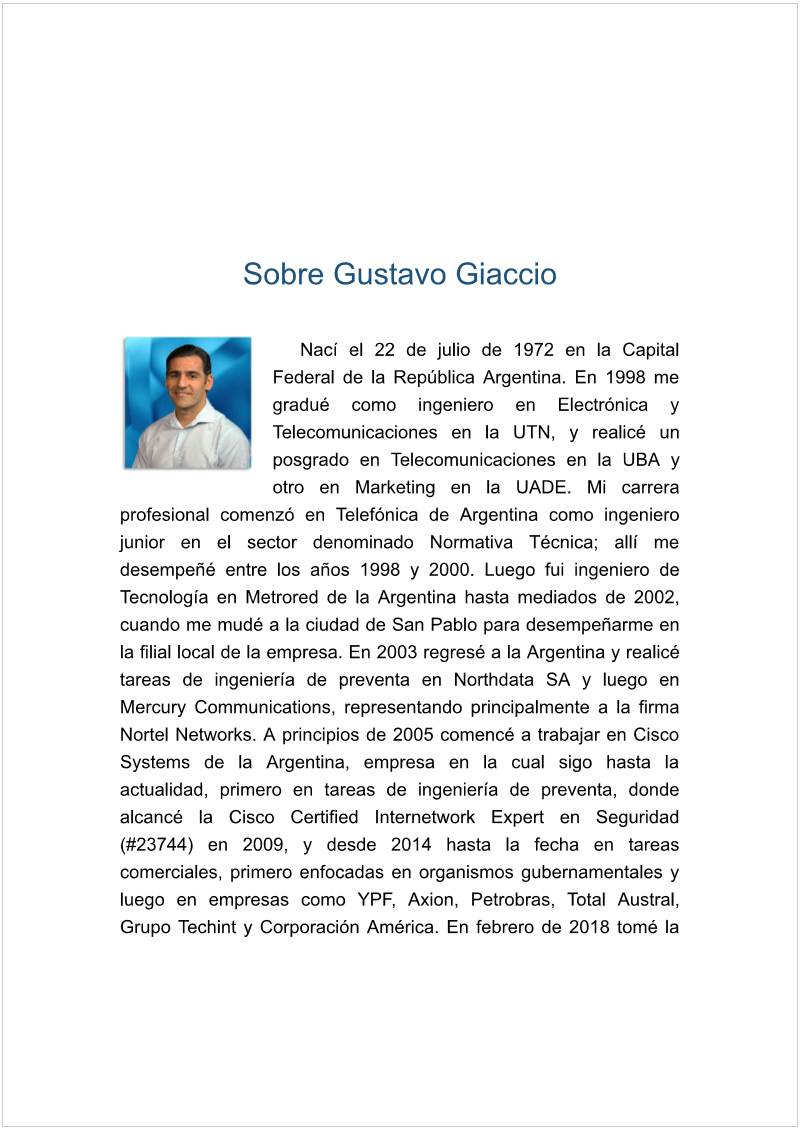 Sobre Gustavo Giaccio
Nací el 22 de julio de 1972 en la Capital
Federal de la República Argentina. En 1998 me
gradué como ingeniero en Electrónica y
Telecomunicaciones en la UTN, y realicé un
posgrado en Telecomunicaciones en la UBA y
otro en Marketing en la UADE. Mi carrera
profesional comenzó en Telefónica de Argentina como ingeniero
junior en el sector denominado Normativa Técnica; allí me
desempeñé entre los años 1998 y 2000. Luego fui ingeniero de
Tecnología en Metrored de la Argentina hasta mediados de 2002,
cuando me mudé a la ciudad de San Pablo para desempeñarme en
la filial local de la empresa. En 2003 regresé a la Argentina y realicé
tareas de ingeniería de preventa en Northdata SA y luego en
Mercury Communications, representando principalmente a la firma
Nortel Networks. A principios de 2005 comencé a trabajar en Cisco
Systems de la Argentina, empresa en la cual sigo hasta la
actualidad, primero en tareas de ingeniería de preventa, donde
alcancé la Cisco Certified Internetwork Expert en Seguridad
(#23744) en 2009, y desde 2014 hasta la fecha en tareas
comerciales, primero enfocadas en organismos gubernamentales y
luego en empresas como YPF, Axion, Petrobras, Total Austral,
Grupo Techint y Corporación América. En febrero de 2018 tomé la